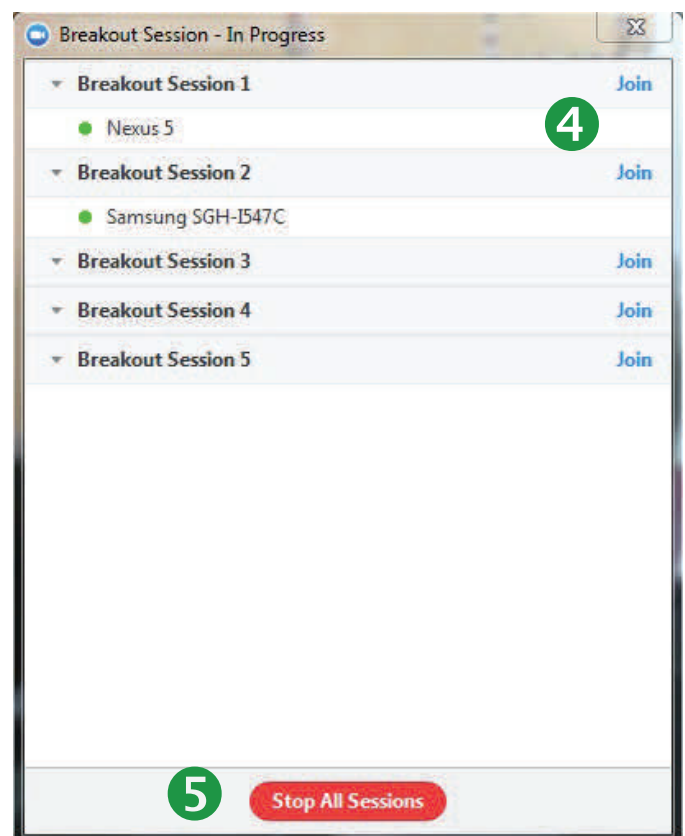 Breakout Session - In Progress
Breakout Session 1 Join
Nexus 5
4
Breakout Session 2 Join
Samsung SGH-I547C
Breakout Session 3 Join
Breakout Session 4 Join
Breakout Session 5 Join
5
Stop All Sessions